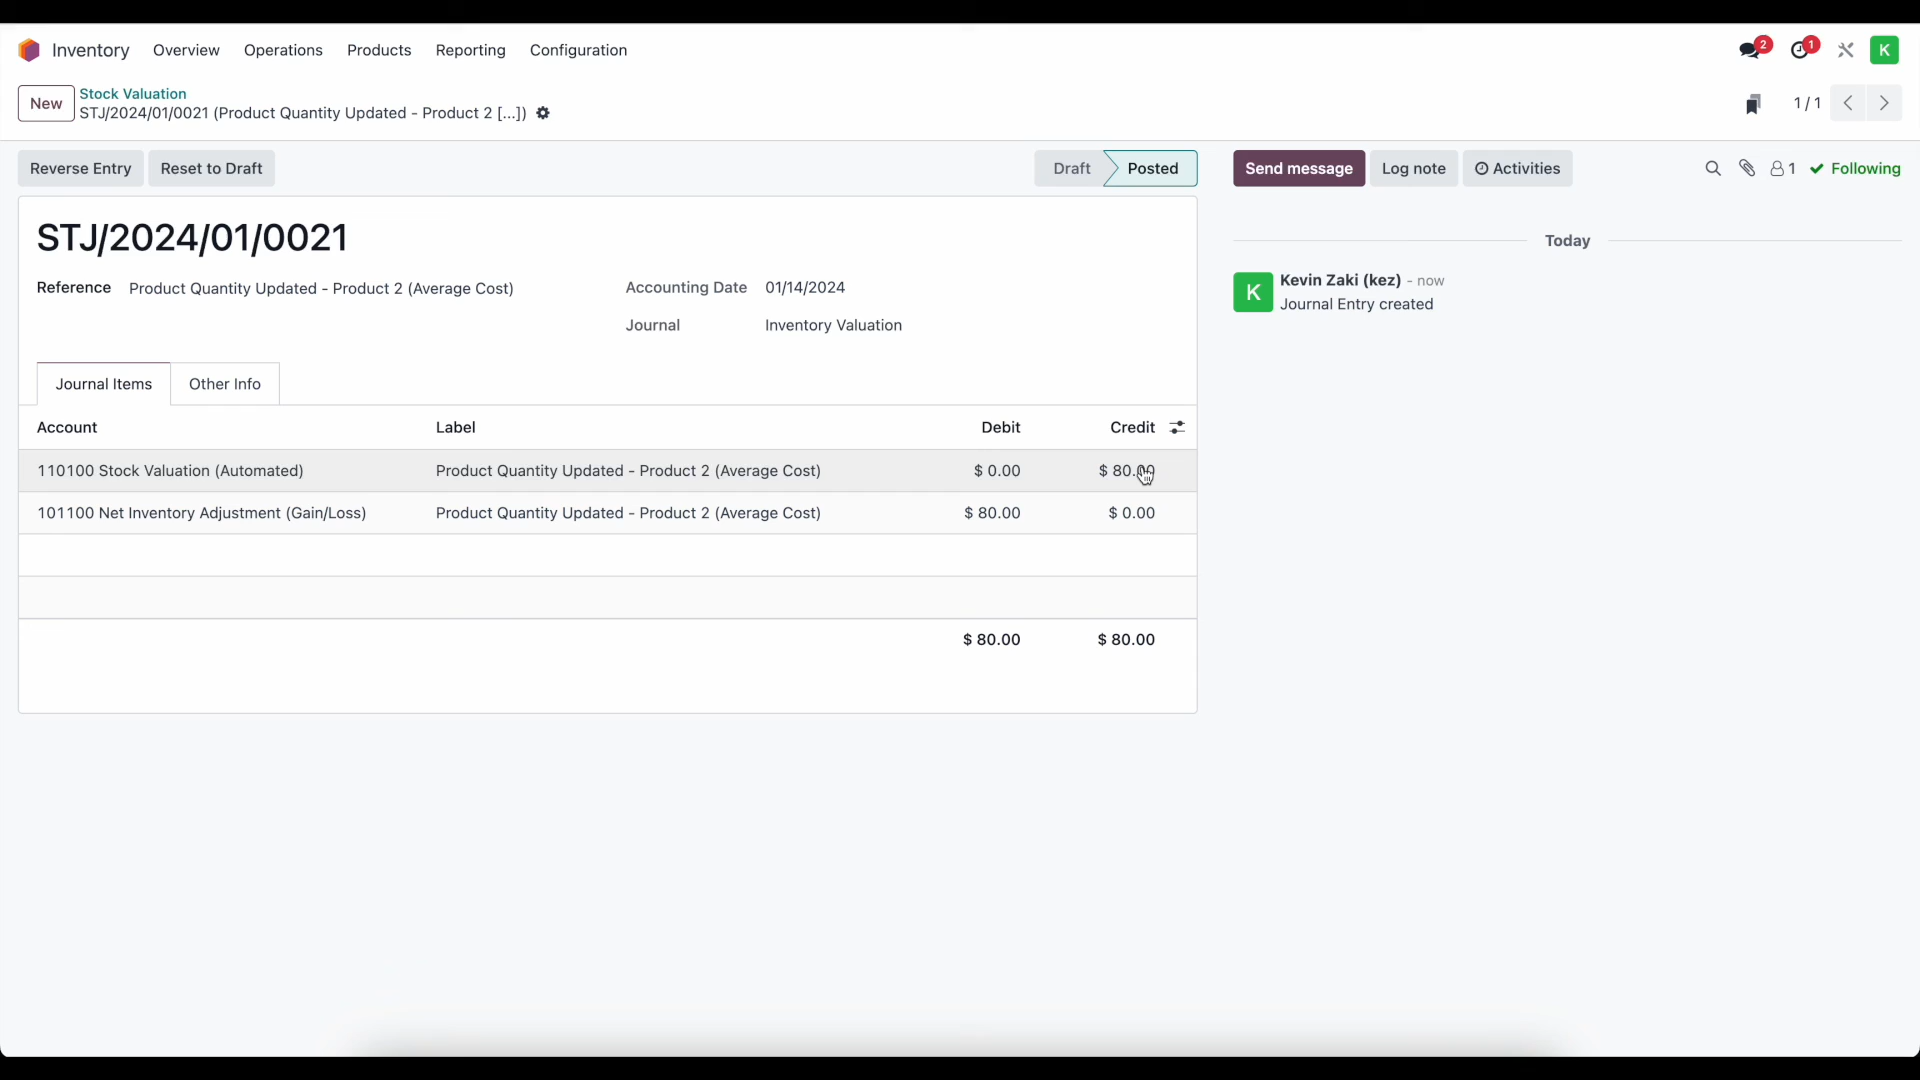 Inventory Overview Operations Products Reporting Configuration 2 1 K
New Stock Valuation
STJ/2024/01/0021 (Product Quantity Updated - Product 2 [...]) 1 / 1
Reverse Entry Reset to Draft Draft Posted Send message Log note Activities 1 Following
STJ/2024/01/0021
Today
Reference Product Quantity Updated - Product 2 (Average Cost) Accounting Date 01/14/2024
K Kevin Zaki (kez) - now
Journal Entry created
Journal Inventory Valuation
Journal Items Other Info
Account Label Debit Credit
110100 Stock Valuation (Automated) Product Quantity Updated - Product 2 (Average Cost) $ 0.00 $ 80.00
101100 Net Inventory Adjustment (Gain/Loss) Product Quantity Updated - Product 2 (Average Cost) $ 80.00 $ 0.00
$ 80.00 $ 80.00